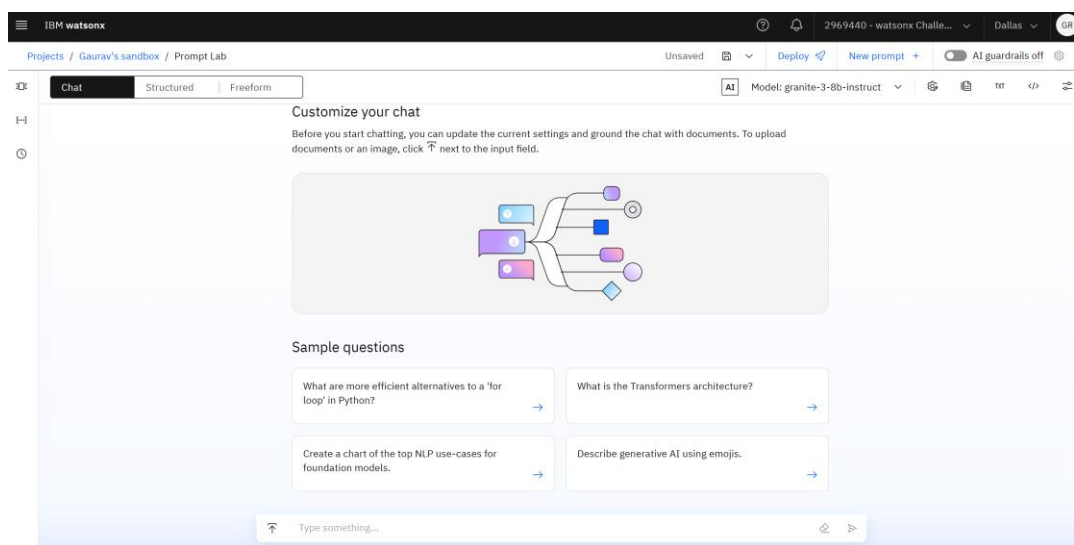 IBM watsonx
2969440 - watsonx Challe...
Dallas
GR
Projects / Gaurav's sandbox / Prompt Lab
Unsaved
Deploy
New prompt +
AI guardrails off
Chat
Structured
Freeform
AI
Model: granite-3-8b-instruct
TXT
</>
Customize your chat
Before you start chatting, you can update the current settings and ground the chat with documents. To upload
documents or an image, click next to the input field.
Sample questions
What are more efficient alternatives to a 'for
loop' in Python?
What is the Transformers architecture?
Create a chart of the top NLP use-cases for
foundation models.
Describe generative AI using emojis.
Type something...